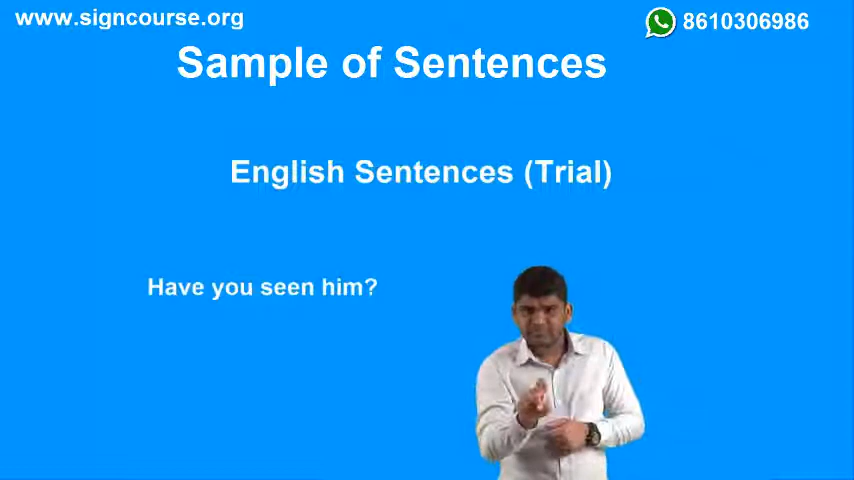 www.signcourse.org
8610306986
Sample of Sentences
English Sentences (Trial)
Have you seen him?